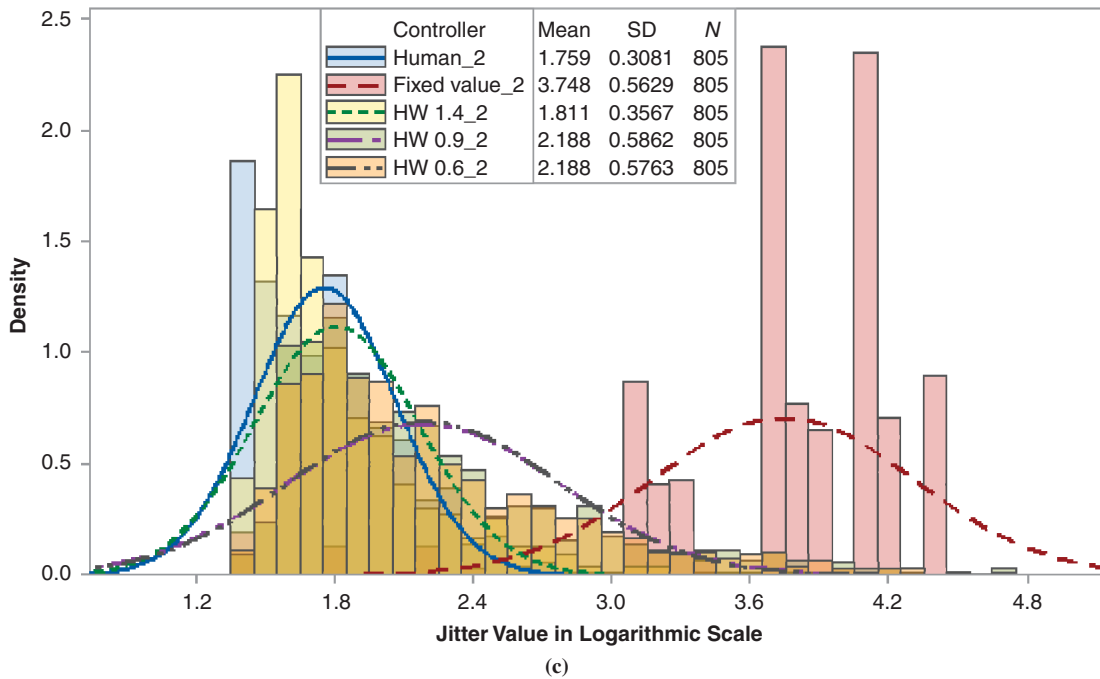 2.5
2.0
1.5
1.0
0.5
0.0
Density
Controller Mean SD N
Human_2 1.759 0.3081 805
Fixed value_2 3.748 0.5629 805
HW 1.4_2 1.811 0.3567 805
HW 0.9_2 2.188 0.5862 805
HW 0.6_2 2.188 0.5763 805
1.2 1.8 2.4 3.0 3.6 4.2 4.8
Jitter Value in Logarithmic Scale
(c)